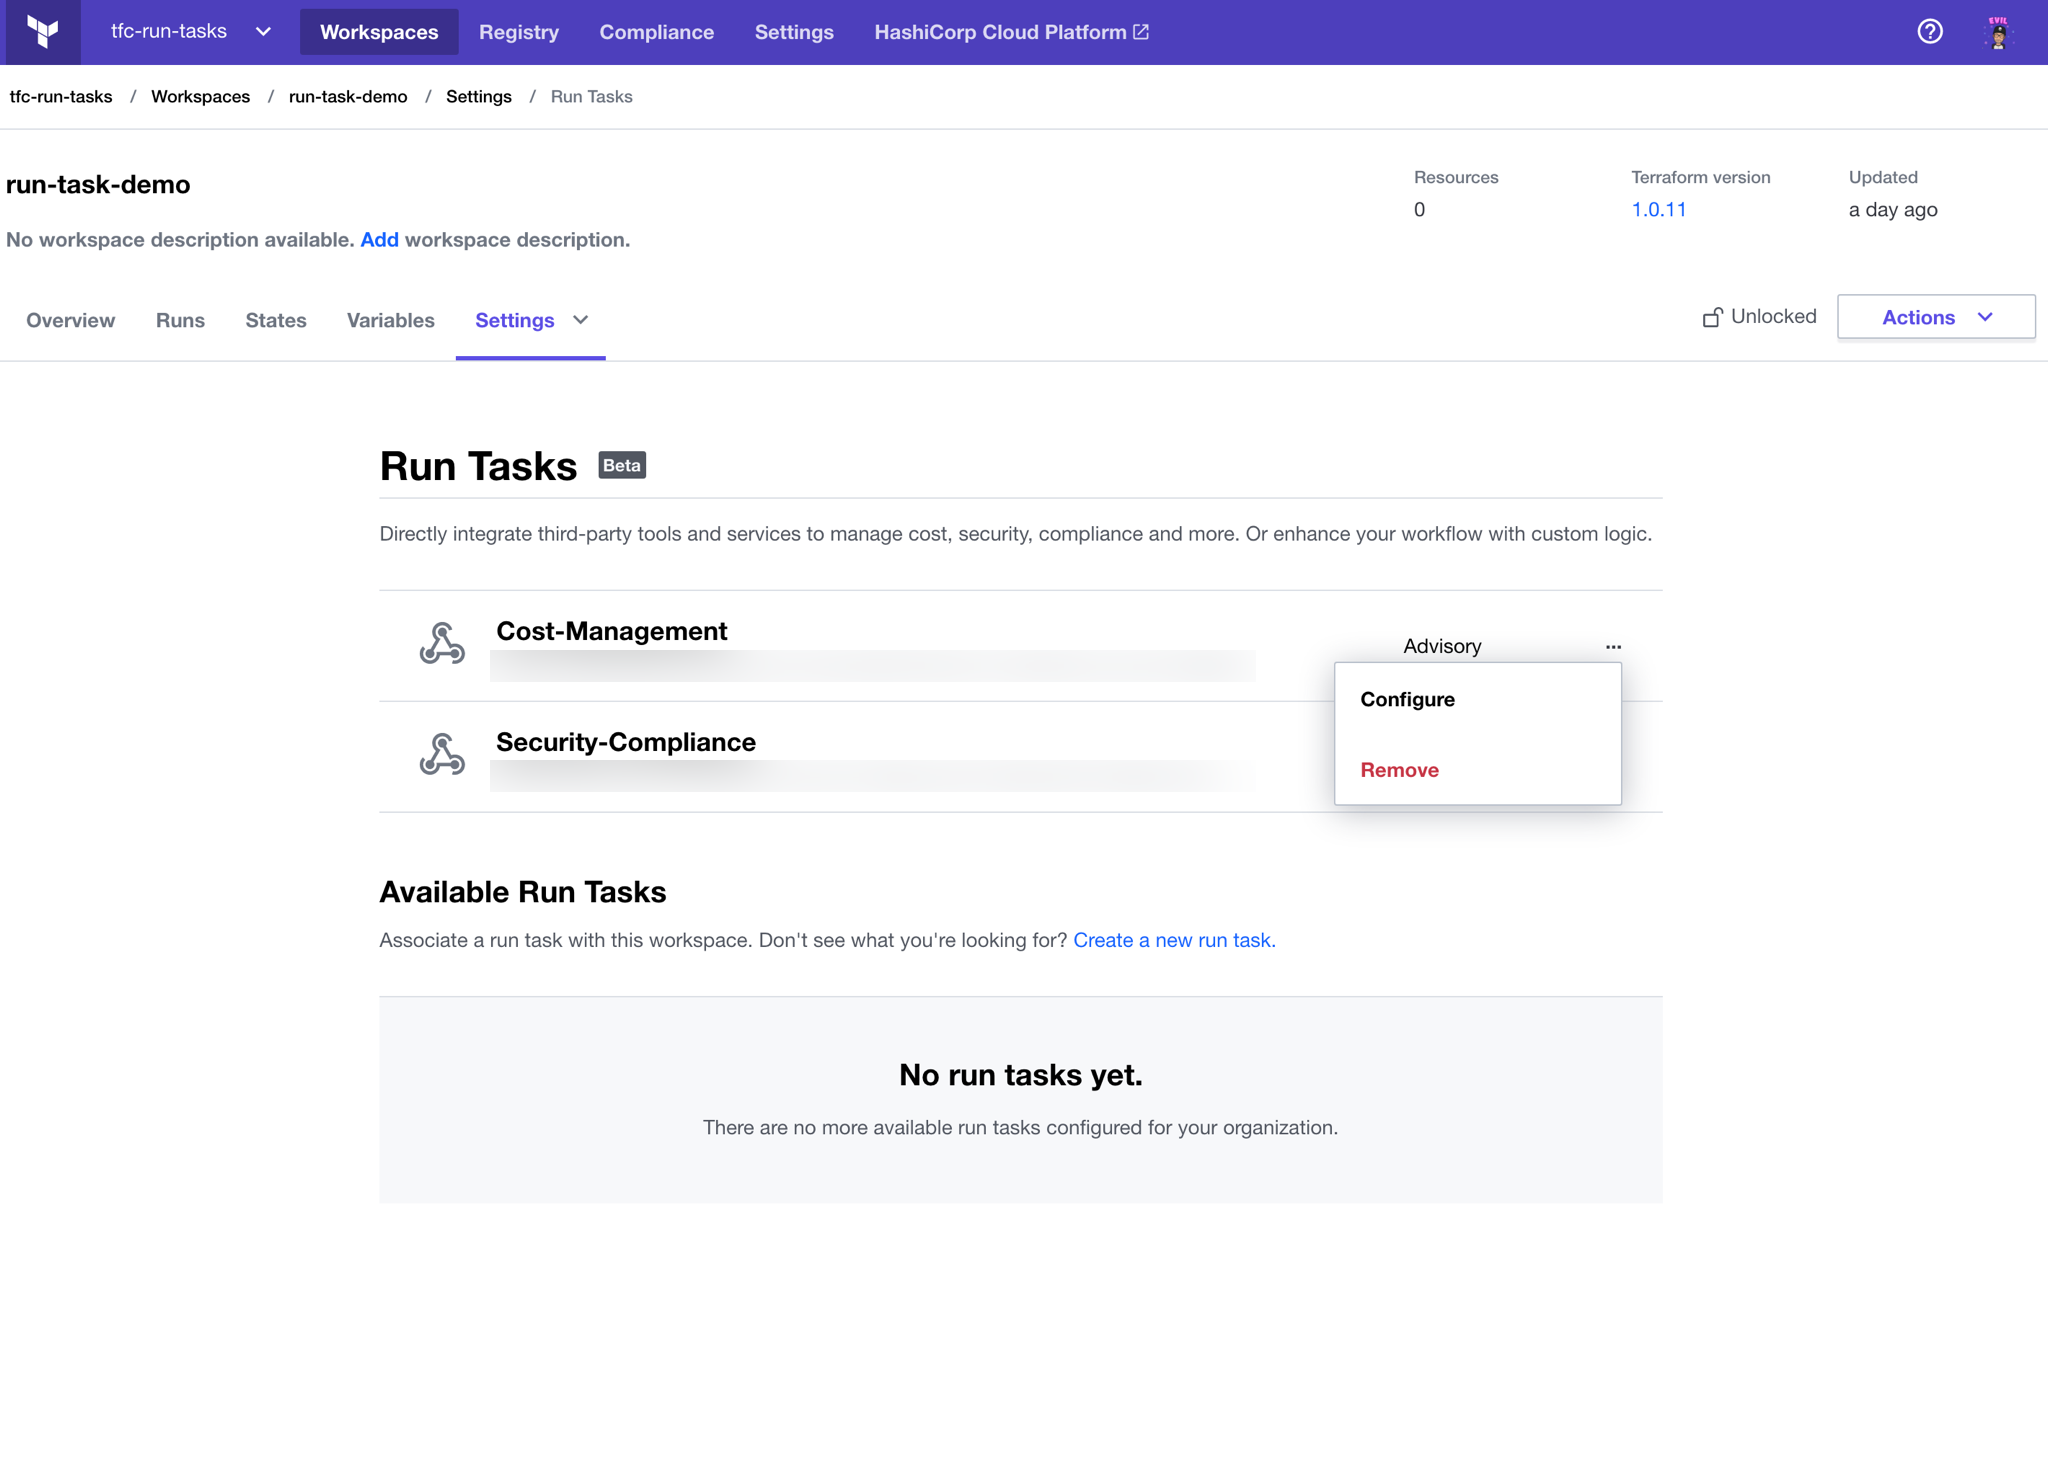 tfc-run-tasks Workspaces Registry Compliance Settings HashiCorp Cloud Platform
EVIL
tfc-run-tasks / Workspaces / run-task-demo / Settings / Run Tasks
run-task-demo
Resources Terraform version Updated
0 1.0.11 a day ago
No workspace description available. Add workspace description.
Overview Runs States Variables Settings Unlocked Actions
Run Tasks Beta
Directly integrate third-party tools and services to manage cost, security, compliance and more. Or enhance your workflow with custom logic.
Cost-Management Advisory ...
Configure
Security-Compliance
Remove
Available Run Tasks
Associate a run task with this workspace. Don't see what you're looking for? Create a new run task.
No run tasks yet.
There are no more available run tasks configured for your organization.